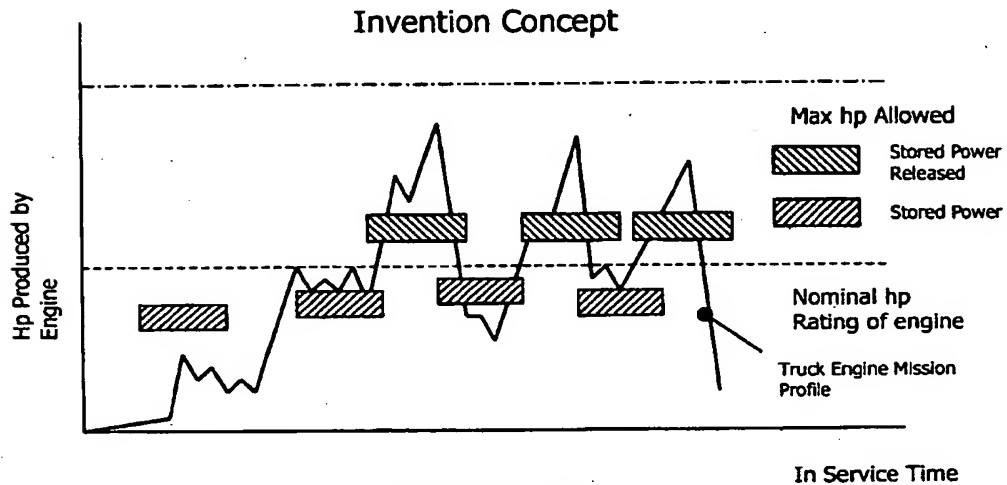 Invention Concept
Max hp Allowed
Stored Power
Released
Stored Power
Hp Produced by
Engine
Nominal hp
Rating of engine
Truck Engine Mission
Profile
In Service Time